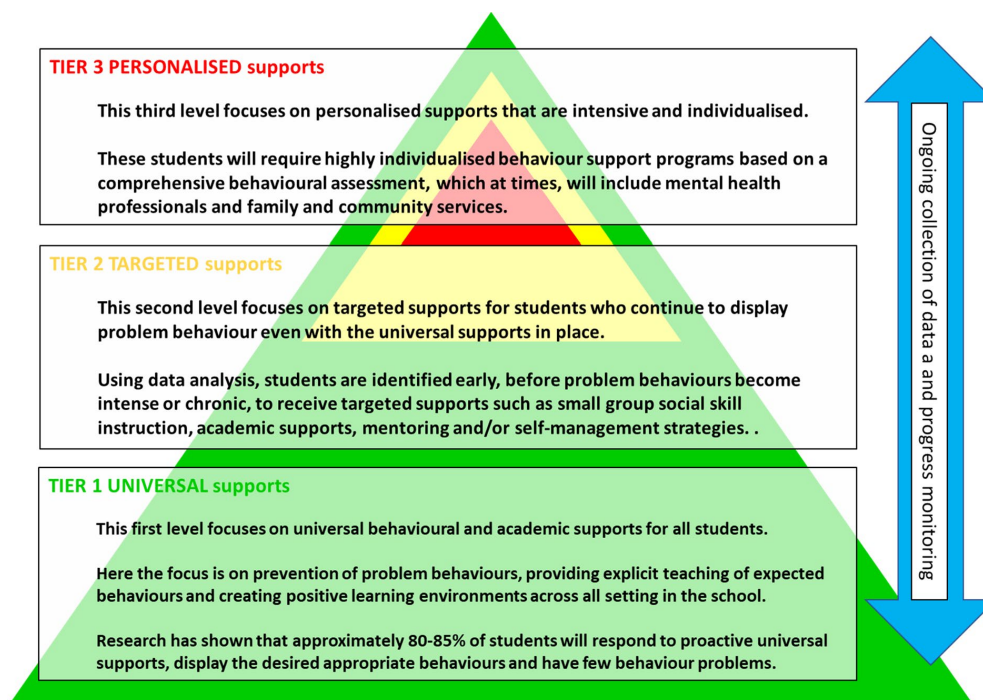 TIER 3 PERSONALISED supports
This third level focuses on personalised supports that are intensive and individualised.
These students will require highly individualised behaviour support programs based on a
comprehensive behavioural assessment, which at times, will include mental health
professionals and family and community services.
TIER 2 TARGETED supports
This second level focuses on targeted supports for students who continue to display
problem behaviour even with the universal supports in place.
Using data analysis, students are identified early, before problem behaviours become
intense or chronic, to receive targeted supports such as small group social skill
instruction, academic supports, mentoring and/or self-management strategies. .
TIER 1 UNIVERSAL supports
This first level focuses on universal behavioural and academic supports for all students.
Here the focus is on prevention of problem behaviours, providing explicit teaching of expected
behaviours and creating positive learning environments across all setting in the school.
Research has shown that approximately 80-85% of students will respond to proactive universal
supports, display the desired appropriate behaviours and have few behaviour problems.
Ongoing collection of data a and progress monitoring